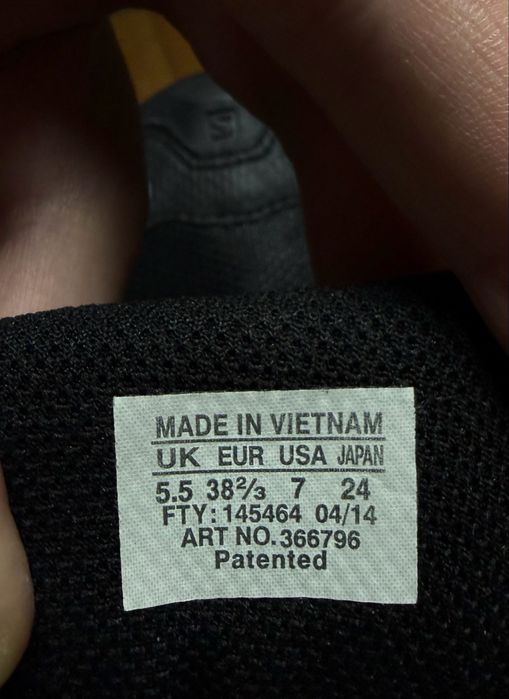 S
MADE IN VIETNAM
UK EUR USA JAPAN
5.5 38⅔ 7 24
FTY: 145464 04/14
ART NO. 366796
Patented